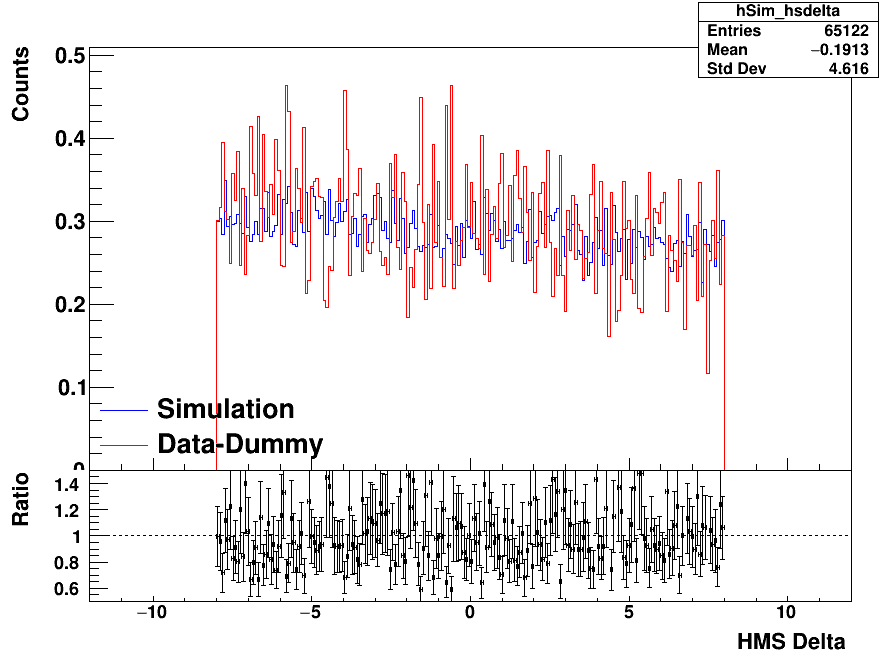 hSim_hsdelta
Entries 65122
Mean −0.1913
Std Dev 4.616
Counts
0.5
0.4
0.3
0.2
0.1
0
Simulation
Data-Dummy
Ratio
1.4
1.2
1
0.8
0.6
−10 −5 0 5 10
HMS Delta